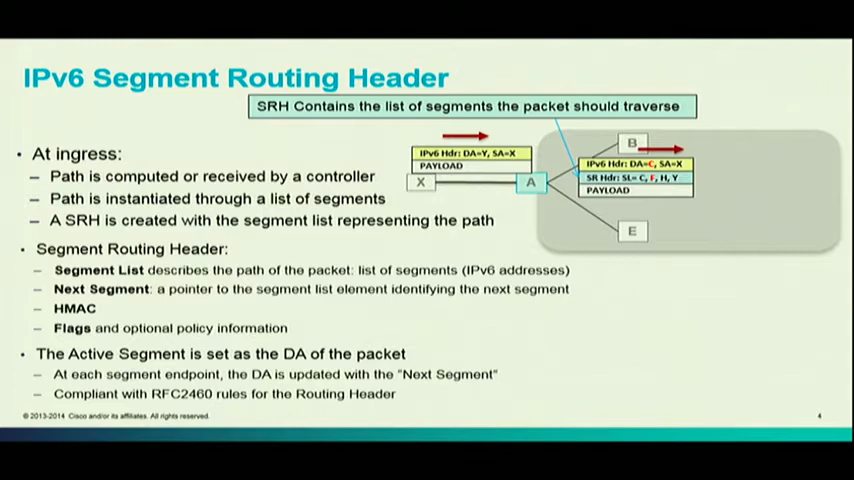 IPv6 Segment Routing Header
SRH Contains the list of segments the packet should traverse
• At ingress:
– Path is computed or received by a controller
– Path is instantiated through a list of segments
– A SRH is created with the segment list representing the path
IPv6 Hdr: DA=Y, SA=X
PAYLOAD
X
A
B
IPv6 Hdr: DA=C, SA=X
SR Hdr: SL= C, F, H, Y
PAYLOAD
E
• Segment Routing Header:
– Segment List describes the path of the packet: list of segments (IPv6 addresses)
– Next Segment: a pointer to the segment list element identifying the next segment
– HMAC
– Flags and optional policy information
• The Active Segment is set as the DA of the packet
– At each segment endpoint, the DA is updated with the "Next Segment"
– Compliant with RFC2460 rules for the Routing Header
© 2013-2014 Cisco and/or its affiliates. All rights reserved.
4